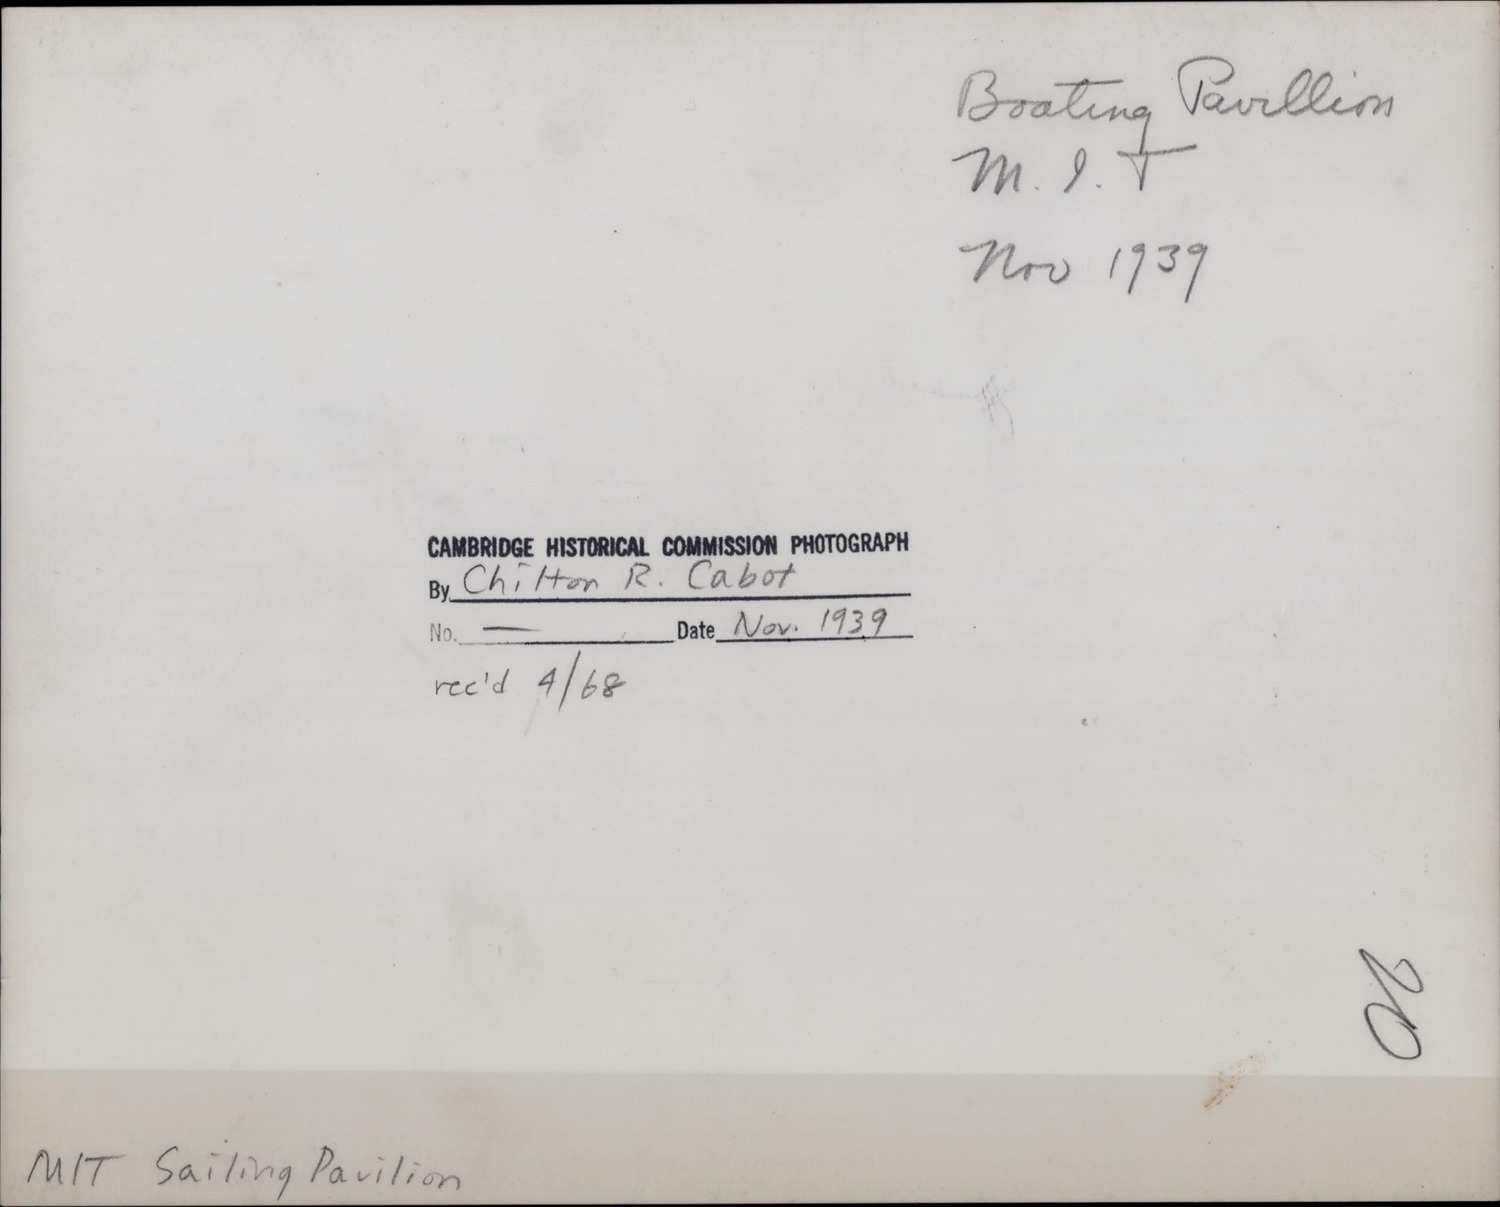 Boating Pavillion
M. I. T
Nov 1939
CAMBRIDGE HISTORICAL COMMISSION PHOTOGRAPH
By Chilton R. Cabot
No. — Date Nov. 1939
rec'd 4/68
MIT Sailing Pavilion